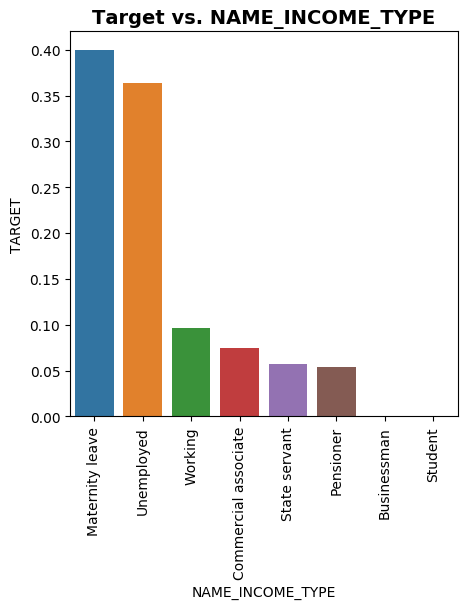 Target vs. NAME_INCOME_TYPE
TARGET
0.40
0.35
0.30
0.25
0.20
0.15
0.10
0.05
0.00
Maternity leave
Unemployed
Working
Commercial associate
State servant
Pensioner
Businessman
Student
NAME_INCOME_TYPE